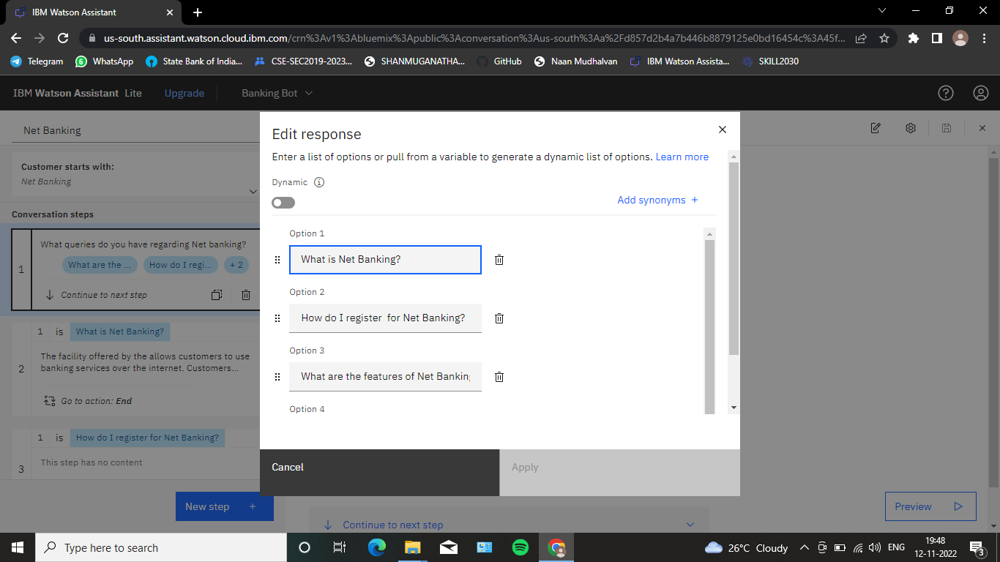 IBM Watson Assistant
us-south.assistant.watson.cloud.ibm.com/crn%3Av1%3Abluemix%3Apublic%3Aconversation%3Aus-south%3Aa%2Fd857d2b4a7b446b8879125e0bd16454c%3A45f...
Telegram WhatsApp State Bank of India... CSE-SEC2019-2023... SHANMUGANATHA... GitHub Naan Mudhalvan IBM Watson Assista... SKILL2030
IBM Watson Assistant Lite Upgrade Banking Bot
Net Banking
Customer starts with:
Net Banking
Conversation steps
1
What queries do you have regarding Net banking?
What are the ... How do I regi... + 2
Continue to next step
1 is What is Net Banking?
2
The facility offered by the allows customers to use
banking services over the internet. Customers...
Go to action: End
1 is How do I register for Net Banking?
3
This step has no content
New step +
Edit response
Enter a list of options or pull from a variable to generate a dynamic list of options. Learn more
Dynamic
Add synonyms +
Option 1
What is Net Banking?
Option 2
How do I register  for Net Banking?
Option 3
What are the features of Net Banking
Option 4
Cancel Apply
Continue to next step
Preview
Type here to search
26°C Cloudy ENG
19:48
12-11-2022
3